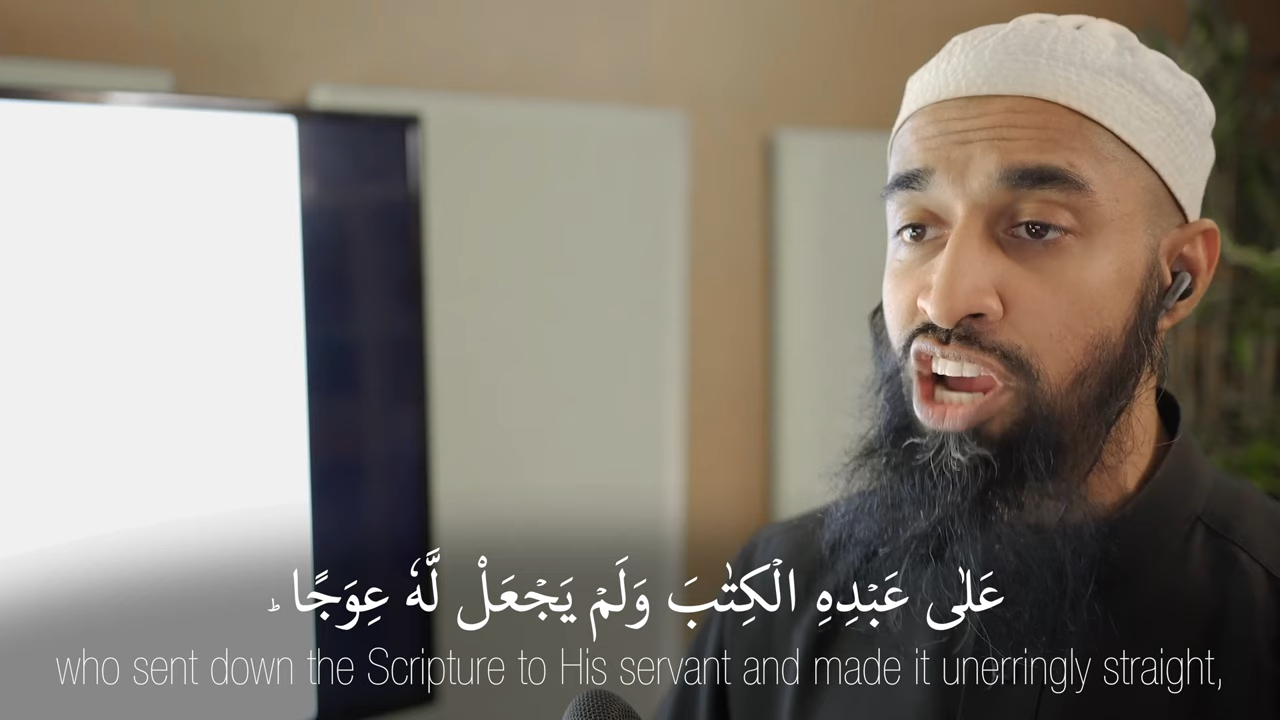 عَلٰى عَبْدِهِ الْكِتٰبَ وَلَمْ يَجْعَلْ لَّهٗ عِوَجًا ؕ
who sent down the Scripture to His servant and made it unerringly straight,